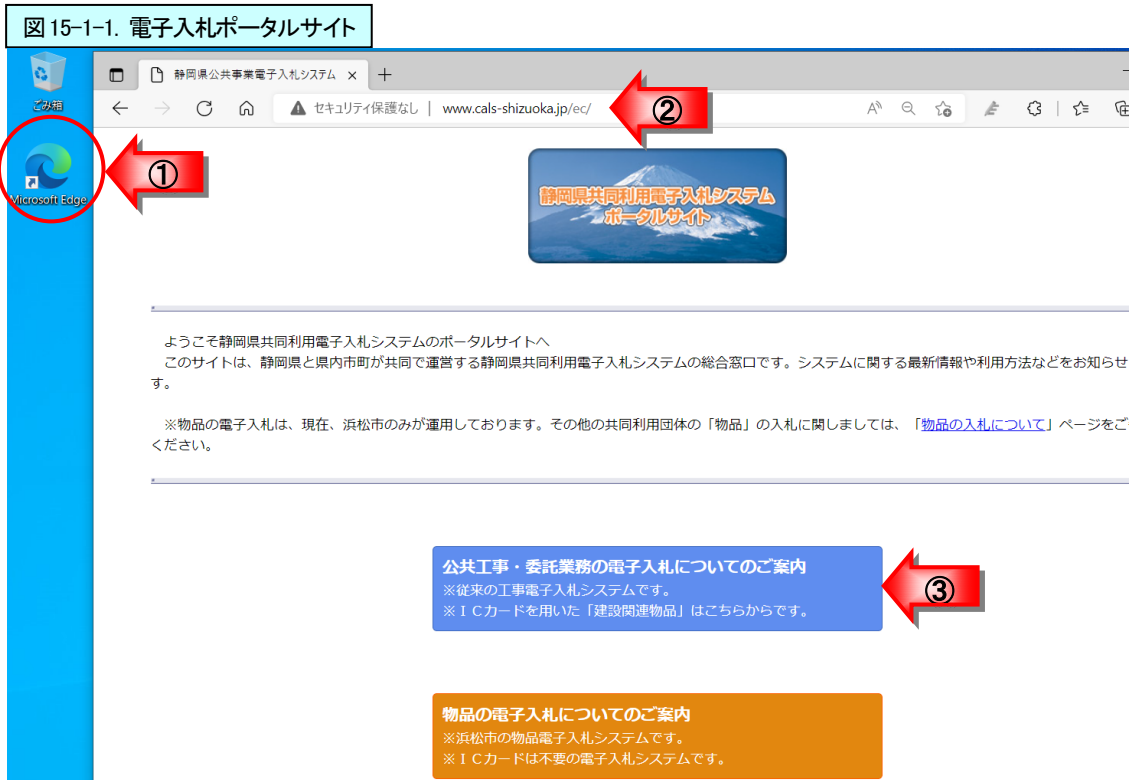 図 15-1-1. 電子入札ポータルサイト
ごみ箱
静岡県公共事業電子入札システム
セキュリティ保護なし | www.cals-shizuoka.jp/ec/
②
①
Microsoft Edge
静岡県共同利用電子入札システム
ポータルサイト
ようこそ静岡県共同利用電子入札システムのポータルサイトへ
このサイトは、静岡県と県内市町が共同で運営する静岡県共同利用電子入札システムの総合窓口です。システムに関する最新情報や利用方法などをお知らせ
す。
※物品の電子入札は、現在、浜松市のみが運用しております。その他の共同利用団体の「物品」の入札に関しましては、「物品の入札について」ページをご
ください。
公共工事・委託業務の電子入札についてのご案内
※従来の工事電子入札システムです。
※ＩＣカードを用いた「建設関連物品」はこちらからです。
③
物品の電子入札についてのご案内
※浜松市の物品電子入札システムです。
※ＩＣカードは不要の電子入札システムです。